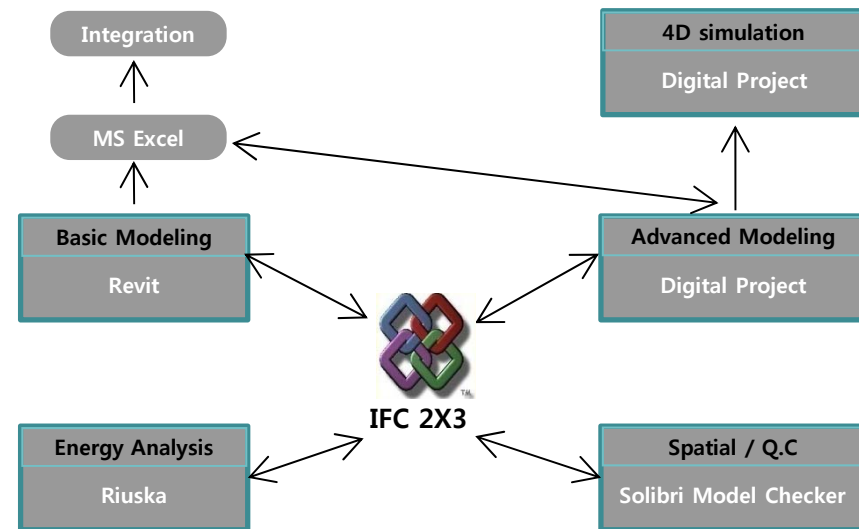 Integration
4D simulation
Digital Project
MS Excel
Basic Modeling
Revit
Advanced Modeling
Digital Project
TM
IFC 2X3
Energy Analysis
Riuska
Spatial / Q.C
Solibri Model Checker